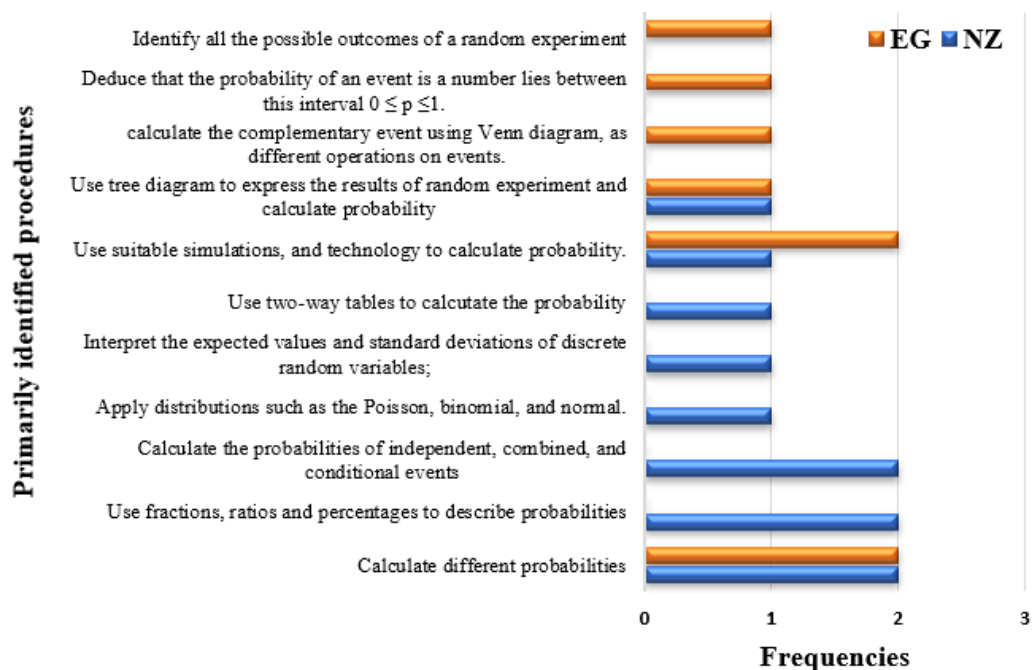 Identify all the possible outcomes of a random experiment
EG NZ
Deduce that the probability of an event is a number lies between
this interval 0 ≤ p ≤1.
calculate the complementary event using Venn diagram, as
different operations on events.
Use tree diagram to express the results of random experiment and
calculate probability
Use suitable simulations, and technology to calculate probability.
Use two-way tables to calcutate the probability
Interpret the expected values and standard deviations of discrete
random variables;
Apply distributions such as the Poisson, binomial, and normal.
Calculate the probabilities of independent, combined, and
conditional events
Use fractions, ratios and percentages to describe probabilities
Calculate different probabilities
Primarily identified procedures
0 1 2 3
Frequencies